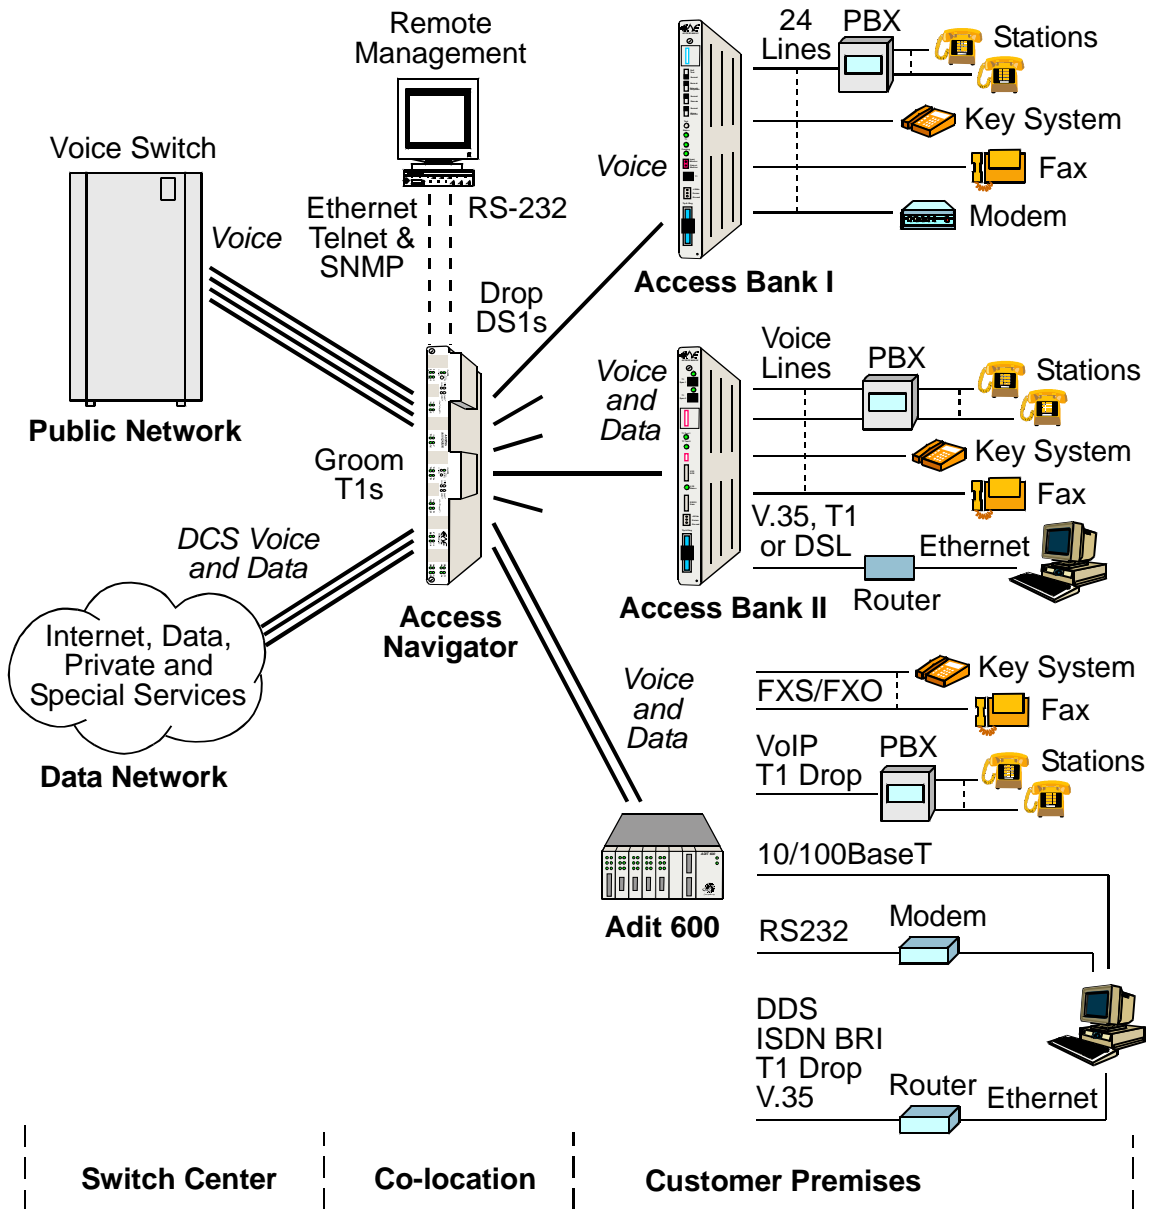 Remote
Management
Voice Switch
Voice
Ethernet
Telnet &
SNMP
RS-232
Public Network
Drop
DS1s
Groom
T1s
DCS Voice
and Data
Internet, Data,
Private and
Special Services
Data Network
Access
Navigator
Voice
24
Lines
PBX
Stations
Key System
Fax
Modem
Access Bank I
Voice
and
Data
Voice
Lines
PBX
Stations
Key System
Fax
V.35, T1
or DSL
Ethernet
Router
Access Bank II
Voice
and
Data
FXS/FXO
Key System
Fax
VoIP
T1 Drop
PBX
Stations
10/100BaseT
Adit 600
RS232
Modem
DDS
ISDN BRI
T1 Drop
V.35
Router
Ethernet
Switch Center
Co-location
Customer Premises